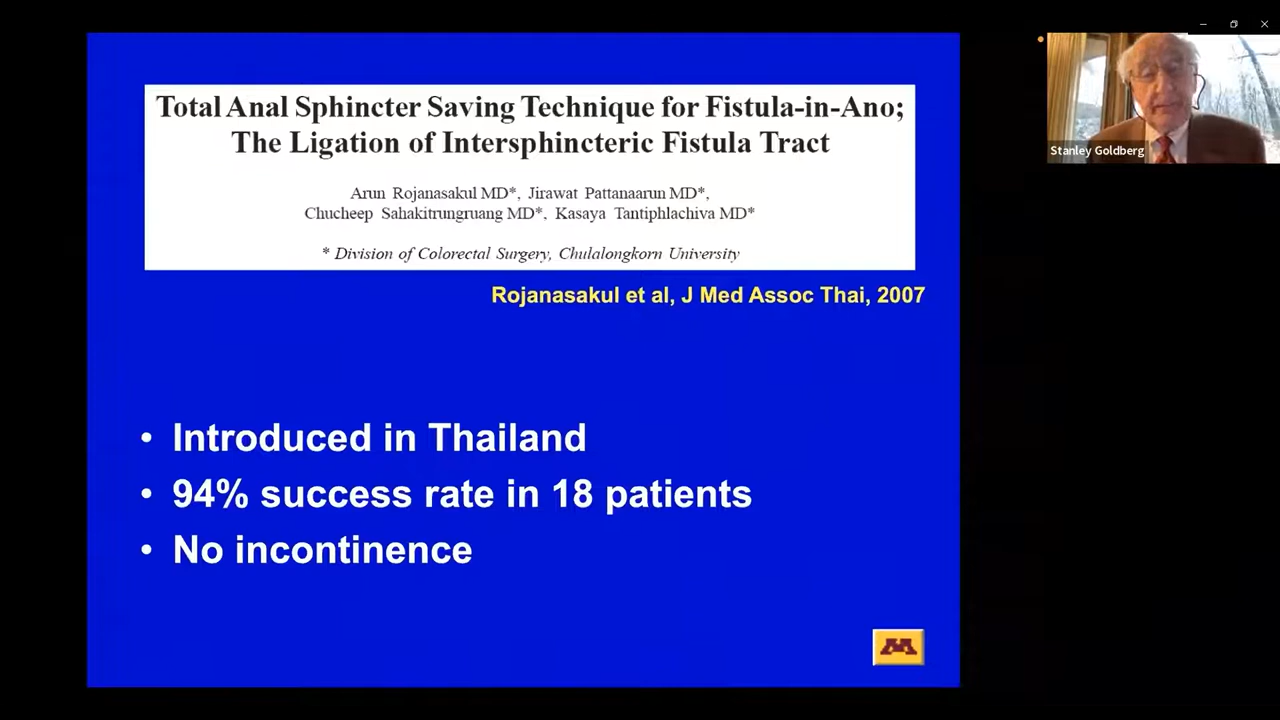 Total Anal Sphincter Saving Technique for Fistula-in-Ano;
The Ligation of Intersphincteric Fistula Tract
Arun Rojanasakul MD*, Jirawat Pattanaarun MD*,
Chucheep Sahakitrungruang MD*, Kasaya Tantiphlachiva MD*
* Division of Colorectal Surgery, Chulalongkorn University
Rojanasakul et al, J Med Assoc Thai, 2007
• Introduced in Thailand
• 94% success rate in 18 patients
• No incontinence
M
Stanley Goldberg